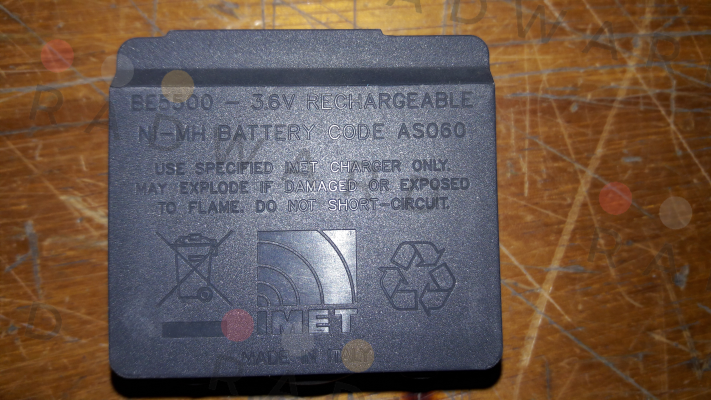 BE5500 – 3.6V RECHARGEABLE
NI-MH BATTERY CODE AS060
USE SPECIFIED IMET CHARGER ONLY.
MAY EXPLODE IF DAMAGED OR EXPOSED
TO FLAME. DO NOT SHORT-CIRCUIT.
IMET
MADE IN ITALY